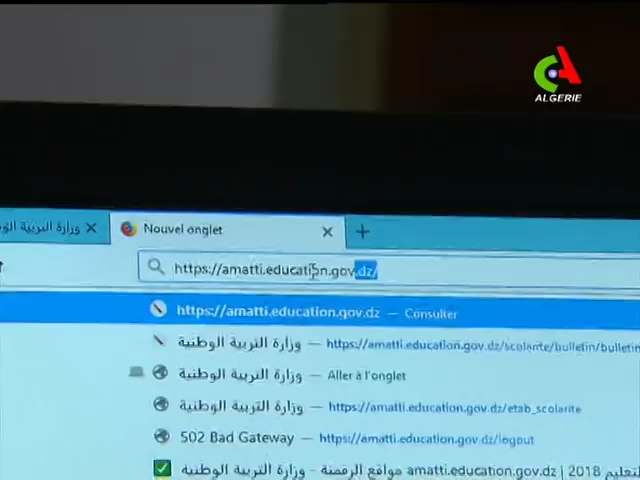 ALGERIE
وزارة التربية الو
Nouvel onglet
https://amatti.education.gov.dz/
https://amatti.education.gov.dz — Consulter
وزارة التربية الوطنية — https://amatti.education.gov.dz/scolarite/bulletin/bulletin
وزارة التربية الوطنية — Aller à l'onglet
وزارة التربية الوطنية — https://amatti.education.gov.dz/etab_scolarite
502 Bad Gateway — https://amatti.education.gov.dz/logout
مواقع الرقمنة - وزارة التربية الوطنية amatti.education.gov.dz | 2018